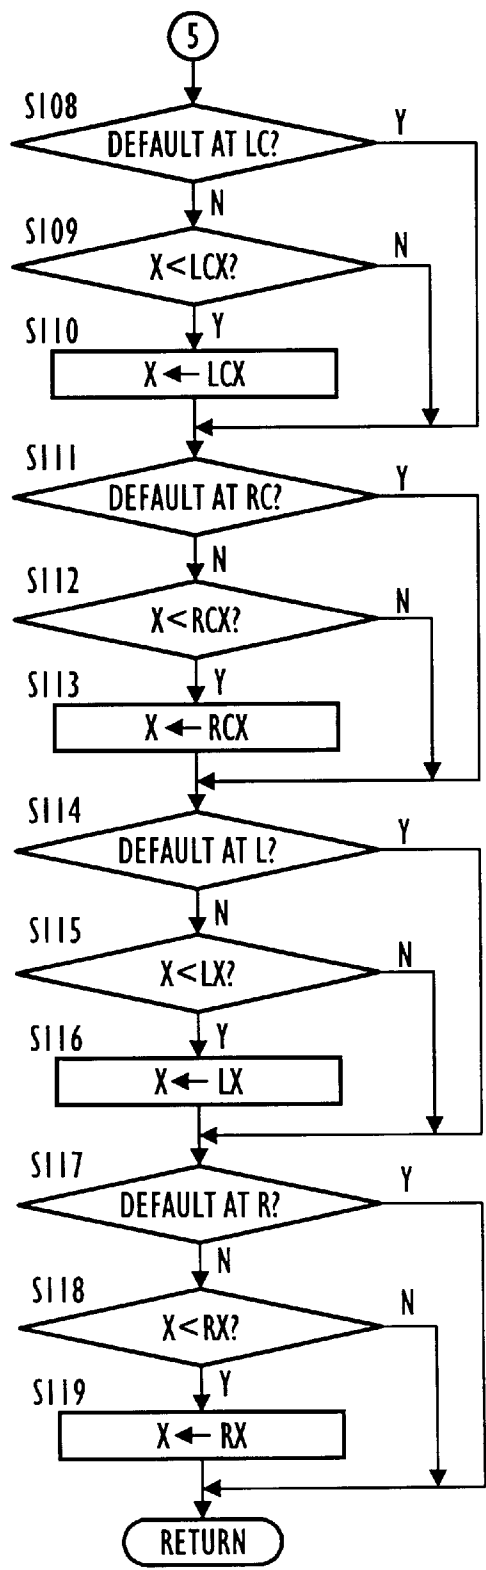 5
S108
DEFAULT AT LC?
Y
N
S109
X<LCX?
N
Y
S110
X ← LCX
S111
DEFAULT AT RC?
Y
N
S112
X<RCX?
N
Y
S113
X ← RCX
S114
DEFAULT AT L?
Y
N
S115
X<LX?
N
Y
S116
X ← LX
S117
DEFAULT AT R?
Y
N
S118
X<RX?
N
Y
S119
X ← RX
RETURN